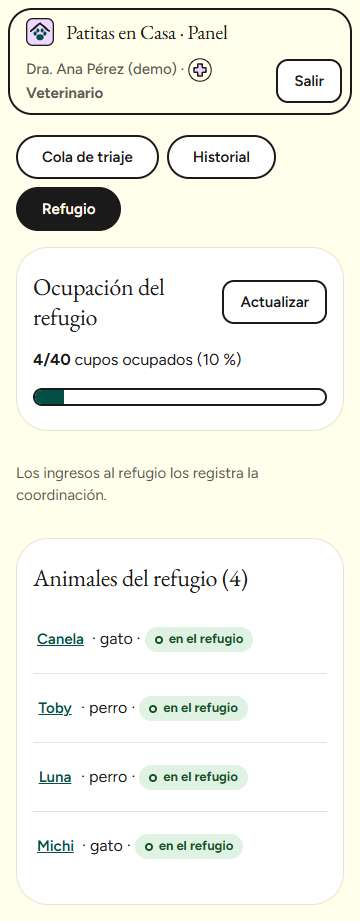 Patitas en Casa · Panel
Dra. Ana Pérez (demo) ·
Veterinario
Salir
Cola de triaje
Historial
Refugio
Ocupación del
refugio
Actualizar
4/40 cupos ocupados (10 %)
Los ingresos al refugio los registra la
coordinación.
Animales del refugio (4)
Canela · gato · en el refugio
Toby · perro · en el refugio
Luna · perro · en el refugio
Michi · gato · en el refugio